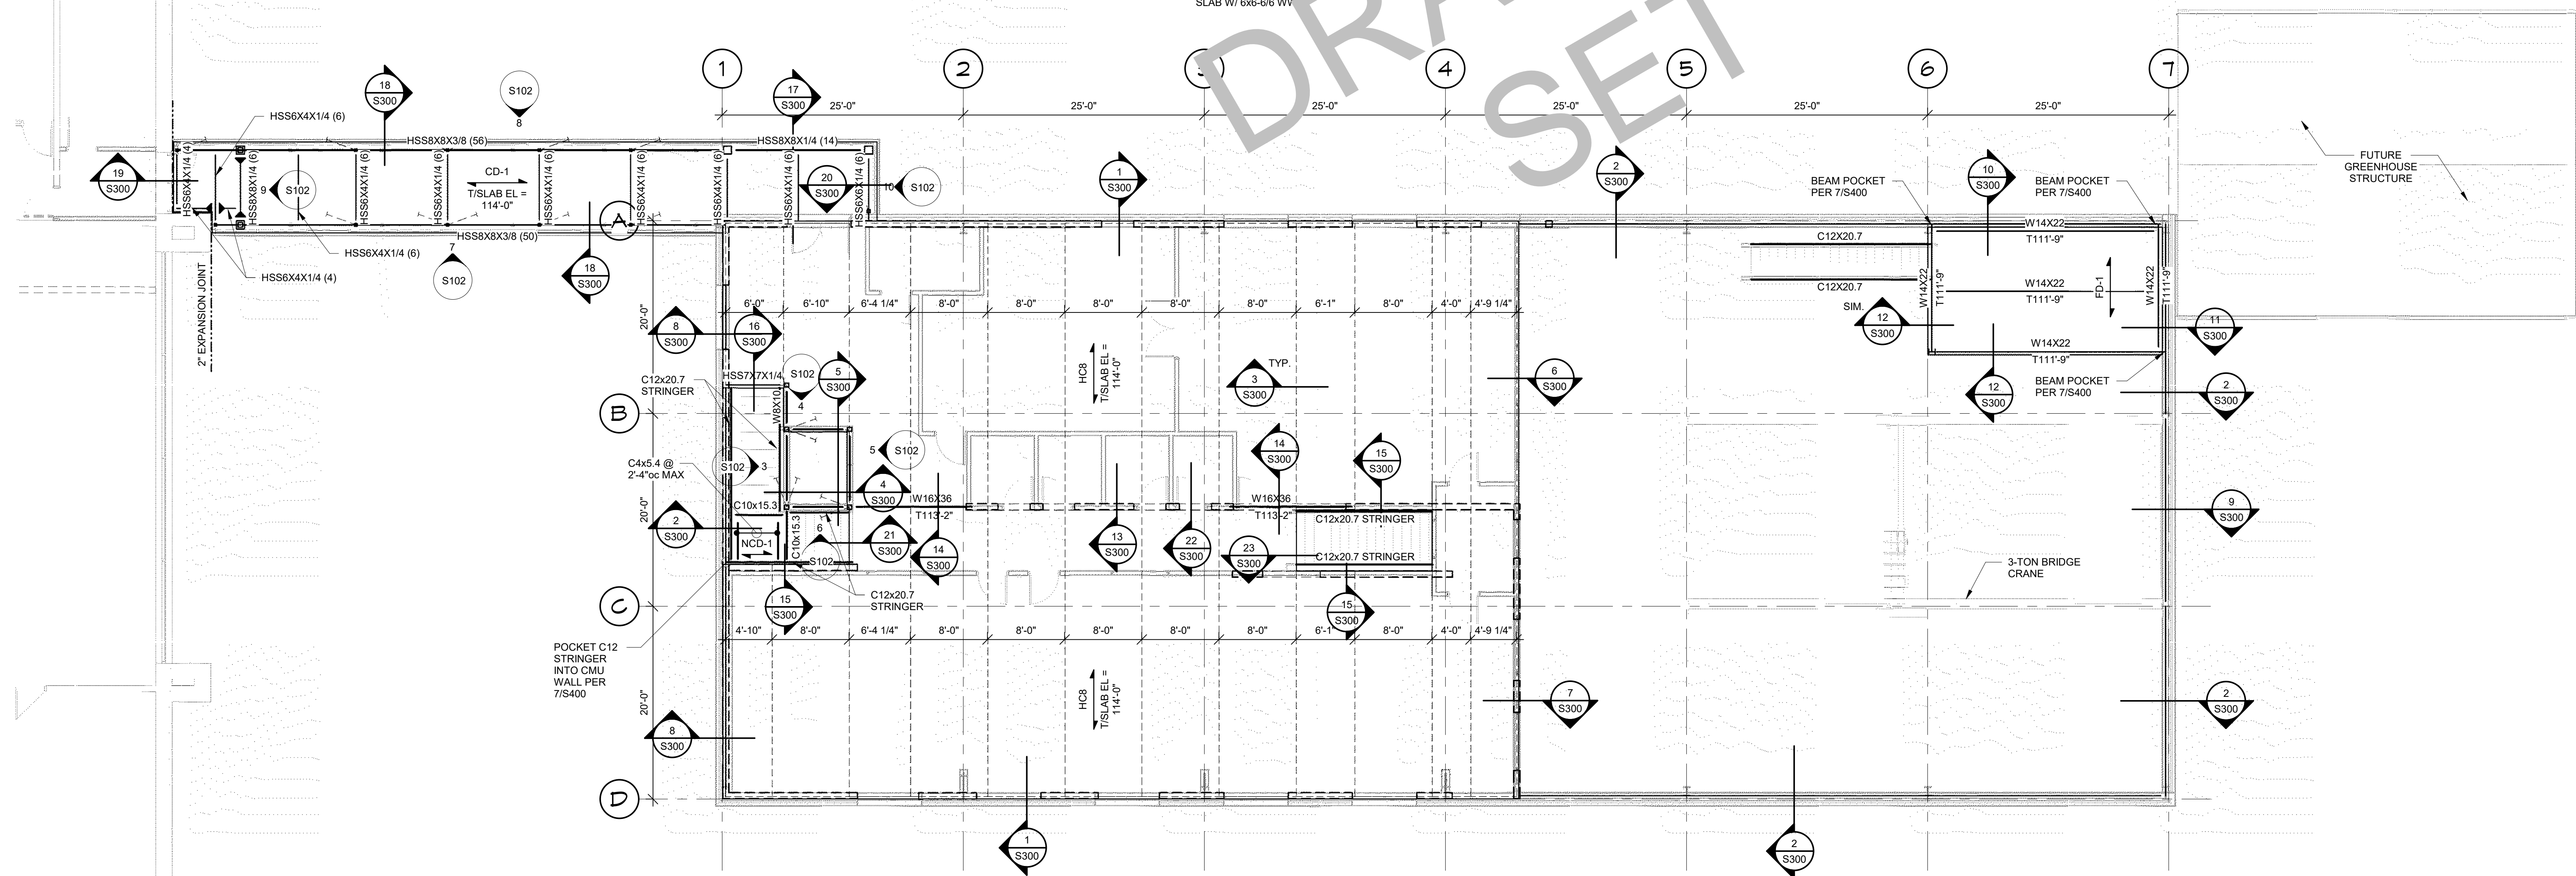 SLAB W/ 6x6-6/6 WW
DRA
SET
1
2
3
4
5
6
7
25'-0"
25'-0"
25'-0"
25'-0"
25'-0"
25'-0"
18
S300
S102
8
17
S300
HSS6X4X1/4 (6)
HSS8X8X3/8 (56)
HSS8X8X1/4 (14)
19
S300
HSS6X4X1/4 (4)
HSS8X8X1/4 (6)
9
S102
HSS6X4X1/4 (6)
HSS6X4X1/4 (6)
CD-1
T/SLAB EL =
114'-0"
HSS6X4X1/4 (6)
HSS6X4X1/4 (6)
HSS6X4X1/4 (6)
HSS6X4X1/4 (6)
20
S300
HSS6X6X1/4 (6)
10
S102
1
S300
2
S300
BEAM POCKET
PER 7/S400
10
S300
BEAM POCKET
PER 7/S400
FUTURE
GREENHOUSE
STRUCTURE
A
HSS8X8X3/8 (50)
7
S102
HSS6X4X1/4 (6)
HSS6X4X1/4 (4)
18
S300
2" EXPANSION JOINT
W14X22
T111'-9"
C12X20.7
C12X20.7
W14X22
T111'-9"
W14X22
T111'-9"
FD-1
W14X22
T111'-9"
SIM.
12
S300
11
S300
W14X22
T111'-9"
6'-0"
6'-10"
6'-4 1/4"
8'-0"
8'-0"
8'-0"
8'-0"
8'-0"
6'-1"
8'-0"
4'-0"
4'-9 1/4"
20'-0"
8
S300
16
S300
HC8
T/SLAB EL =
114'-0"
C12x20.7
STRINGER
HSS7X7X1/4
S102
4
5
S300
TYP.
3
S300
6
S300
12
S300
BEAM POCKET
PER 7/S400
2
S300
B
W8X10
S102
3
5
S102
C4x5.4 @
2'-4"oc MAX
14
S300
15
S300
4
S300
C10x15.3
W16X36
T113'-2"
W16X36
T113'-2"
20'-0"
2
S300
NCD-1
C10x15.3
6
S102
21
S300
14
S300
13
S300
22
S300
23
S300
C12x20.7 STRINGER
C12x20.7 STRINGER
9
S300
3-TON BRIDGE
CRANE
C12x20.7
STRINGER
C
15
S300
15
S300
4'-10"
8'-0"
6'-4 1/4"
8'-0"
8'-0"
8'-0"
8'-0"
8'-0"
6'-1"
8'-0"
4'-0"
4'-9 1/4"
POCKET C12
STRINGER
INTO CMU
WALL PER
7/S400
20'-0"
HC8
T/SLAB EL =
114'-0"
7
S300
2
S300
8
S300
D
1
S300
2
S300